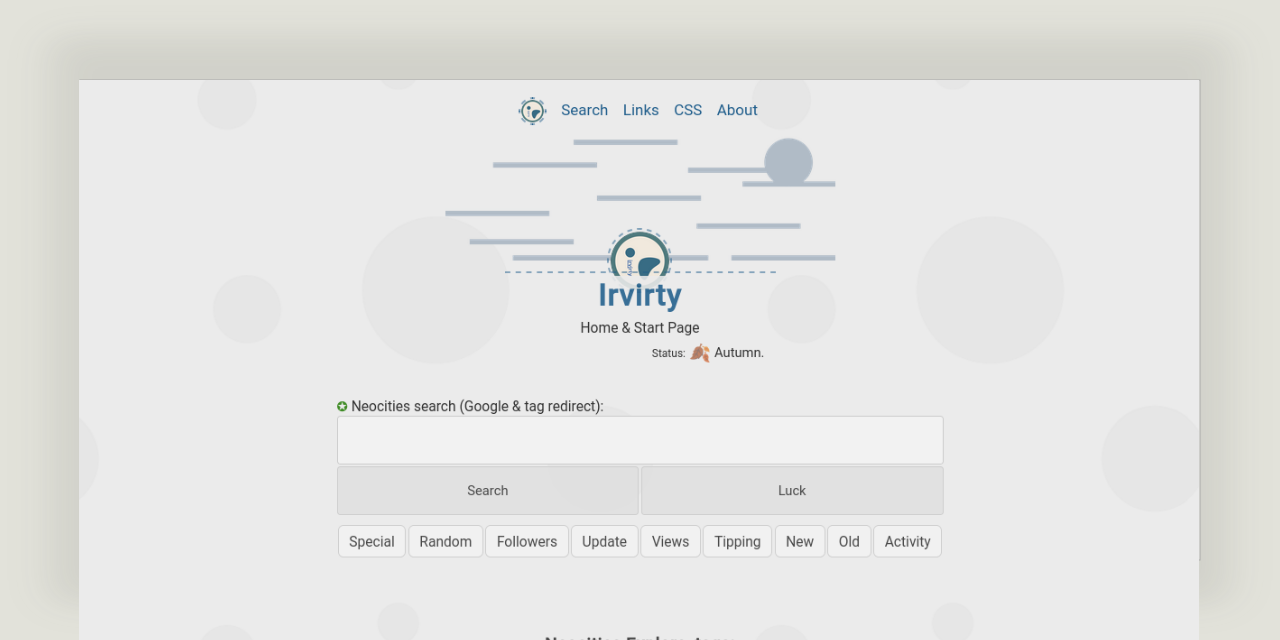 Search Links CSS About
Irvirty
Home & Start Page
Status: 🍂 Autumn.
Neocities search (Google & tag redirect):
Search Luck
Special Random Followers Update Views Tipping New Old Activity